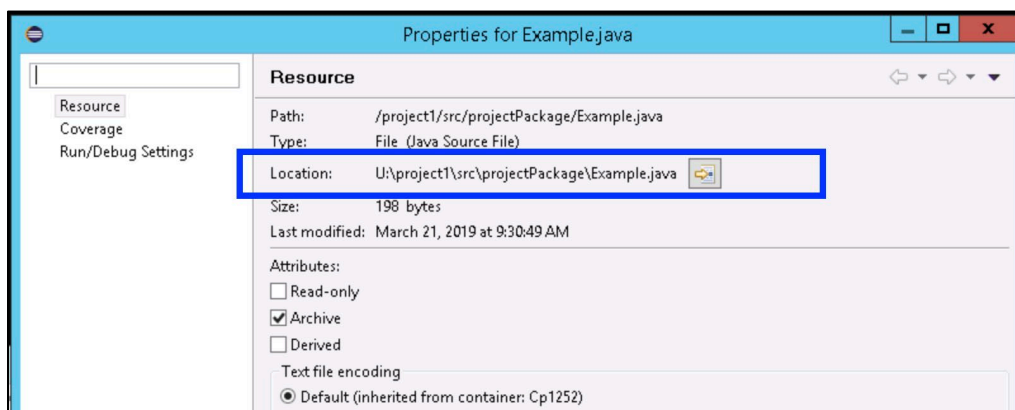 Properties for Example.java
Resource
Coverage
Run/Debug Settings
Resource
Path: /project1/src/projectPackage/Example.java
Type: File (Java Source File)
Location: U:\project1\src\projectPackage\Example.java
Size: 198 bytes
Last modified: March 21, 2019 at 9:30:49 AM
Attributes:
Read-only
Archive
Derived
Text file encoding
Default (inherited from container: Cp1252)